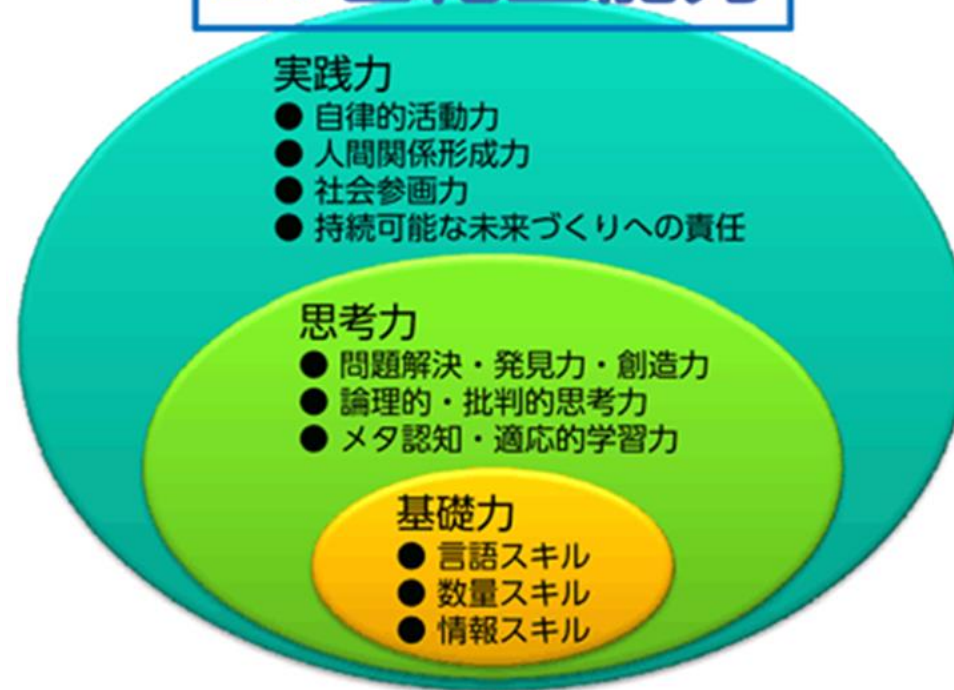 実践力
● 自律的活動力
● 人間関係形成力
● 社会参画力
● 持続可能な未来づくりへの責任
思考力
● 問題解決・発見力・創造力
● 論理的・批判的思考力
● メタ認知・適応的学習力
基礎力
● 言語スキル
● 数量スキル
● 情報スキル